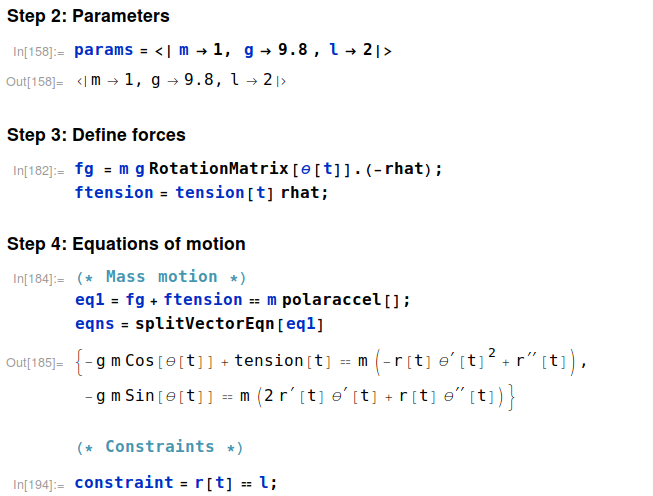 Step 2: Parameters
In[158]:= params = <| m → 1, g → 9.8 , l → 2|>
Out[158]= <|m → 1, g → 9.8, l → 2|>
Step 3: Define forces
In[182]:= fg = m g RotationMatrix[θ[t]].(-rhat);
ftension = tension[t] rhat;
Step 4: Equations of motion
In[184]:= (* Mass motion *)
eq1 = fg + ftension == m polaraccel[];
eqns = splitVectorEqn[eq1]
Out[185]= {-g m Cos[θ[t]] + tension[t] == m (-r[t] θ′[t]² + r′′[t]),
-g m Sin[θ[t]] == m (2 r′[t] θ′[t] + r[t] θ′′[t])}
(* Constraints *)
In[194]:= constraint = r[t] == l;